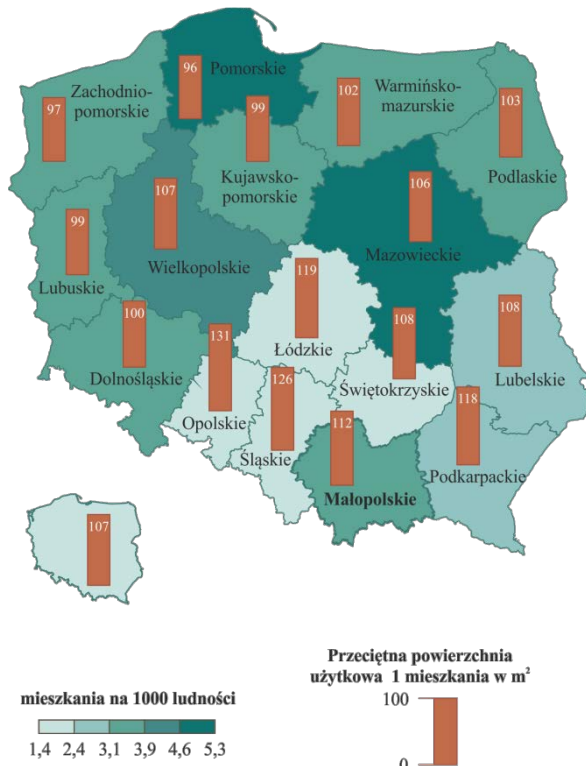 96
Pomorskie
Zachodnio-
pomorskie
97
99
102
Warmińsko-
mazurskie
103
Kujawsko-
pomorskie
Podlaskie
107
106
99
Wielkopolskie
Mazowieckie
Lubuskie
119
100
131
108
108
Łódzkie
Dolnośląskie
126
Świętokrzyskie
Lubelskie
118
Opolskie
112
Śląskie
Małopolskie
Podkarpackie
107
Przeciętna powierzchnia
użytkowa 1 mieszkania w m²
mieszkania na 1000 ludności
100
1,4 2,4 3,1 3,9 4,6 5,3
0